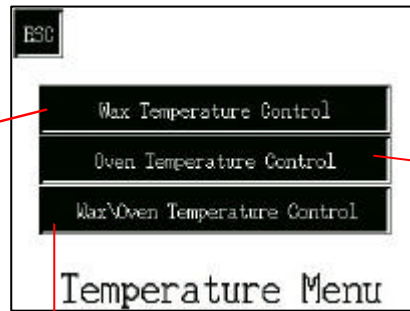 ESC
Wax Temperature Control
Oven Temperature Control
Wax\Oven Temperature Control
Temperature Menu